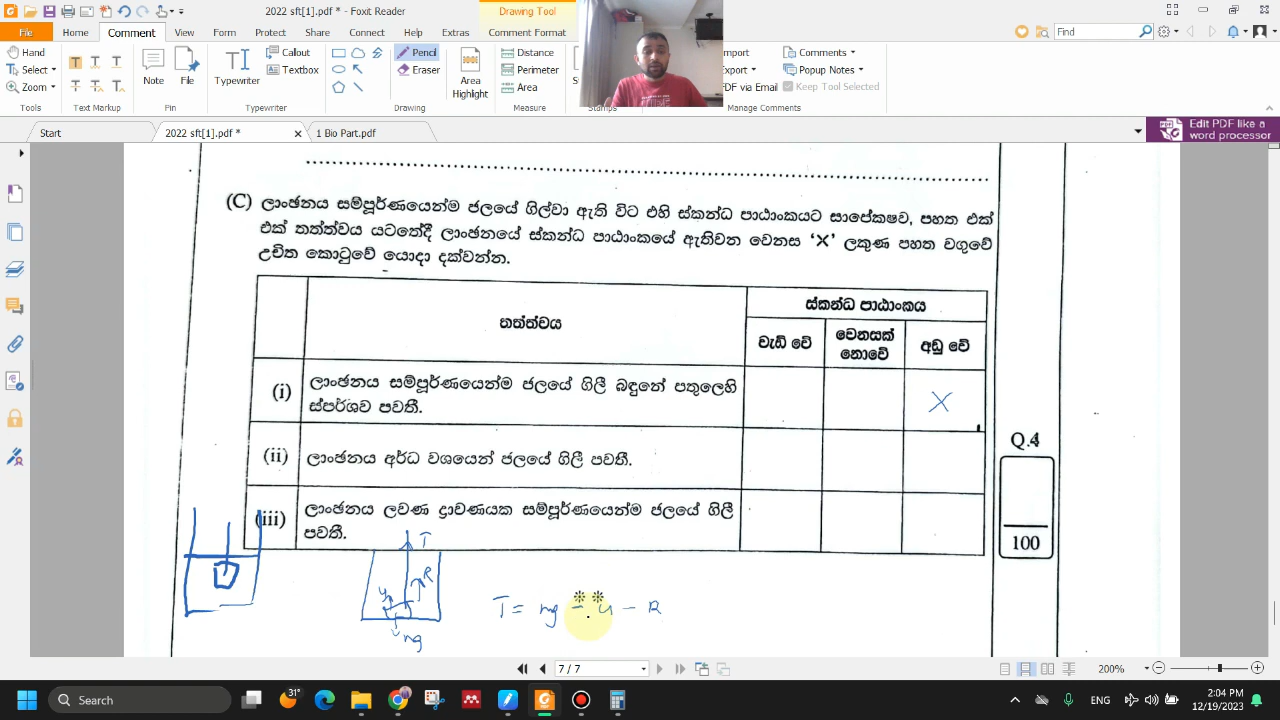 2022 sft[1].pdf * - Foxit Reader
Drawing Tool
File
Home
Comment
View
Form
Protect
Share
Connect
Help
Extras
Comment Format
Find
Hand
Select
Zoom
Tools
Text Markup
Note
File
Pin
Typewriter
Callout
Textbox
Typewriter
Pencil
Eraser
Drawing
Area
Highlight
Distance
Perimeter
Area
Measure
Stamps
Comments
Popup Notes
Keep Tool Selected
Manage Comments
Start
2022 sft[1].pdf *
1 Bio Part.pdf
Edit PDF like a
word processor
(C) ලාංඡනය සම්පූර්ණයෙන්ම ජලයේ ගිල්වා ඇති විට එහි ස්කන්ධ පාඨාංකයට සාපේක්ෂව, පහත එක්
එක් තත්ත්වය යටතේදී ලාංඡනයේ ස්කන්ධ පාඨාංකයේ ඇතිවන වෙනස ‘X’ ලකුණ පහත වගුවේ
උචිත කොටුවේ යොදා දක්වන්න.
තත්ත්වය
ස්කන්ධ පාඨාංකය
වැඩි වේ
වෙනසක්
නොවේ
අඩු වේ
(i)
ලාංඡනය සම්පූර්ණයෙන්ම ජලයේ ගිලී බඳුනේ පතුලෙහි
ස්පර්ශව පවතී.
X
(ii)
ලාංඡනය අර්ධ වශයෙන් ජලයේ ගිලී පවතී.
(iii)
ලාංඡනය ලවණ ද්‍රාවණයක සම්පූර්ණයෙන්ම ජලයේ ගිලී
පවතී.
Q.4
100
T
R
u
mg
T = mg - u - R
7 / 7
200%
Search
31°
ENG
2:04 PM
12/19/2023